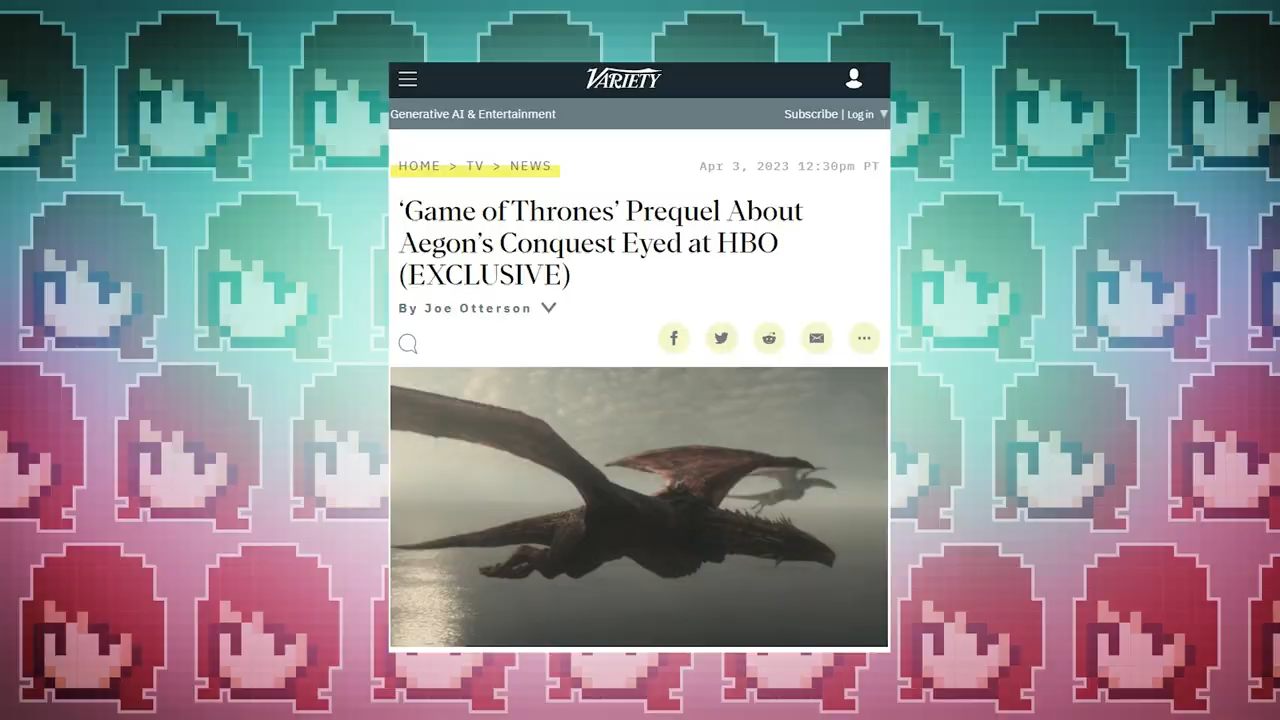 VARIETY
Generative AI & Entertainment
Subscribe | Log in
HOME > TV > NEWS
Apr 3, 2023 12:30pm PT
‘Game of Thrones’ Prequel About
Aegon’s Conquest Eyed at HBO
(EXCLUSIVE)
By Joe Otterson